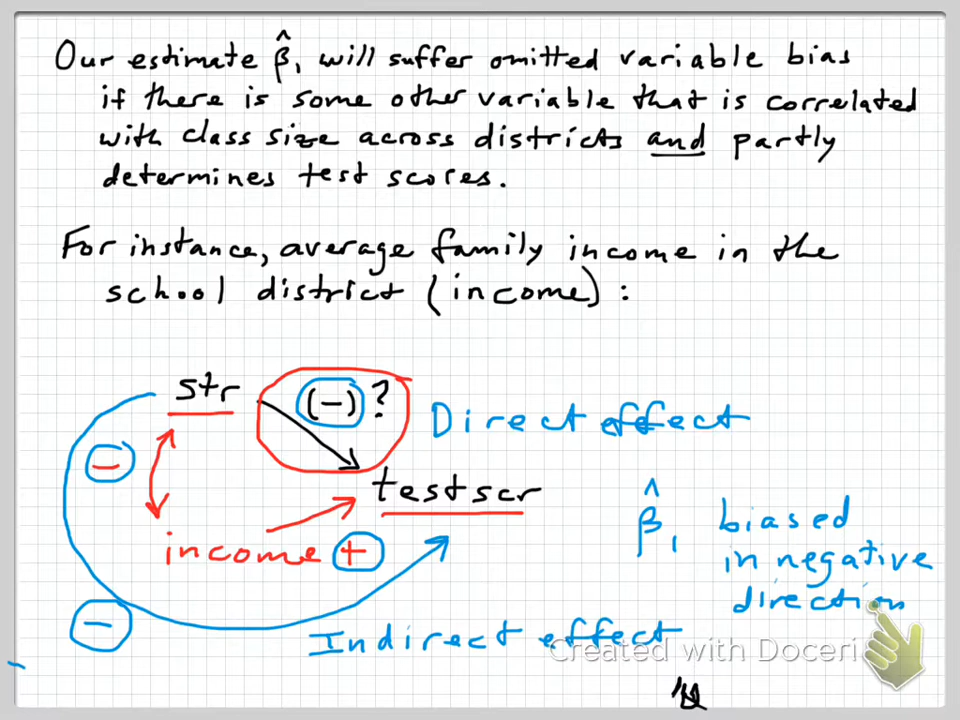 Our estimate β̂₁ will suffer omitted variable bias
if there is some other variable that is correlated
with class size across districts and partly
determines test scores.
For instance, average family income in the
school district (income):
str (-)? Direct effect
-
testscr
income +
β̂₁ biased
in negative
direction
-
Indirect effect
Created with Doceri